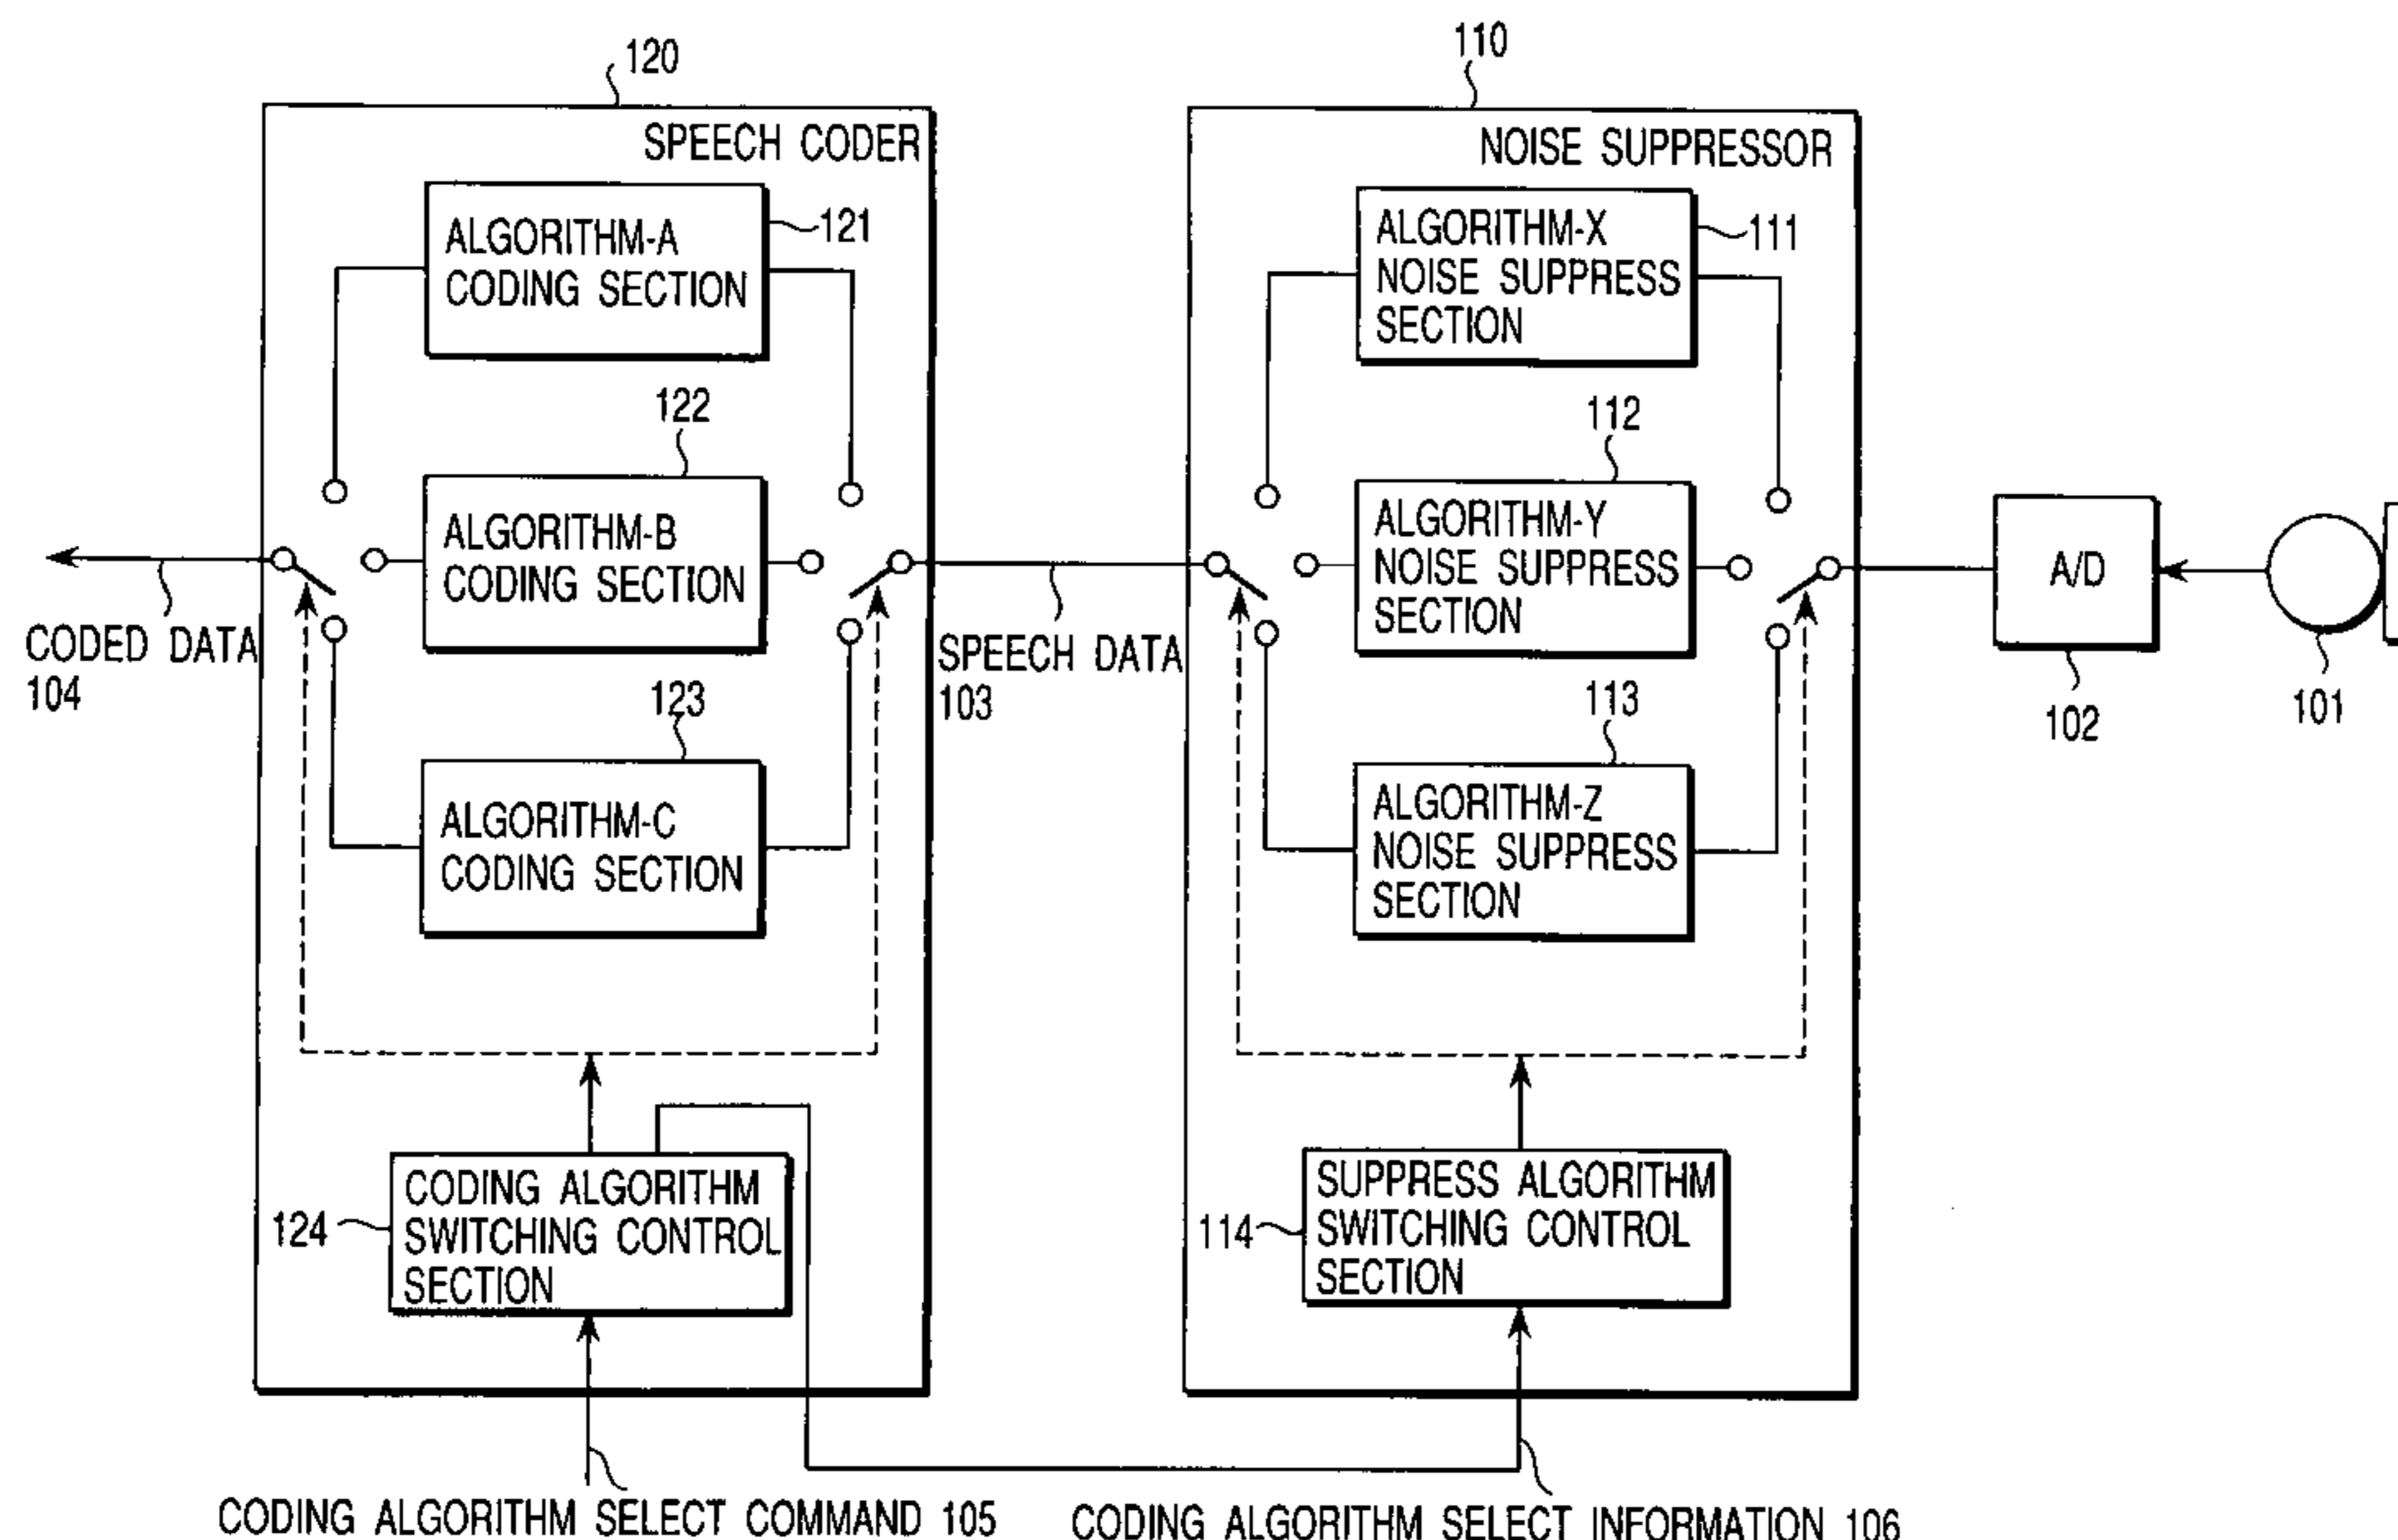 120
110
SPEECH CODER
NOISE SUPPRESSOR
ALGORITHM-A
CODING SECTION
121
ALGORITHM-X
NOISE SUPPRESS
SECTION
111
122
112
ALGORITHM-B
CODING SECTION
ALGORITHM-Y
NOISE SUPPRESS
SECTION
A/D
CODED DATA
104
SPEECH DATA
103
102
101
123
113
ALGORITHM-C
CODING SECTION
ALGORITHM-Z
NOISE SUPPRESS
SECTION
124
CODING ALGORITHM
SWITCHING CONTROL
SECTION
114
SUPPRESS ALGORITHM
SWITCHING CONTROL
SECTION
CODING ALGORITHM SELECT COMMAND 105
CODING ALGORITHM SELECT INFORMATION 106